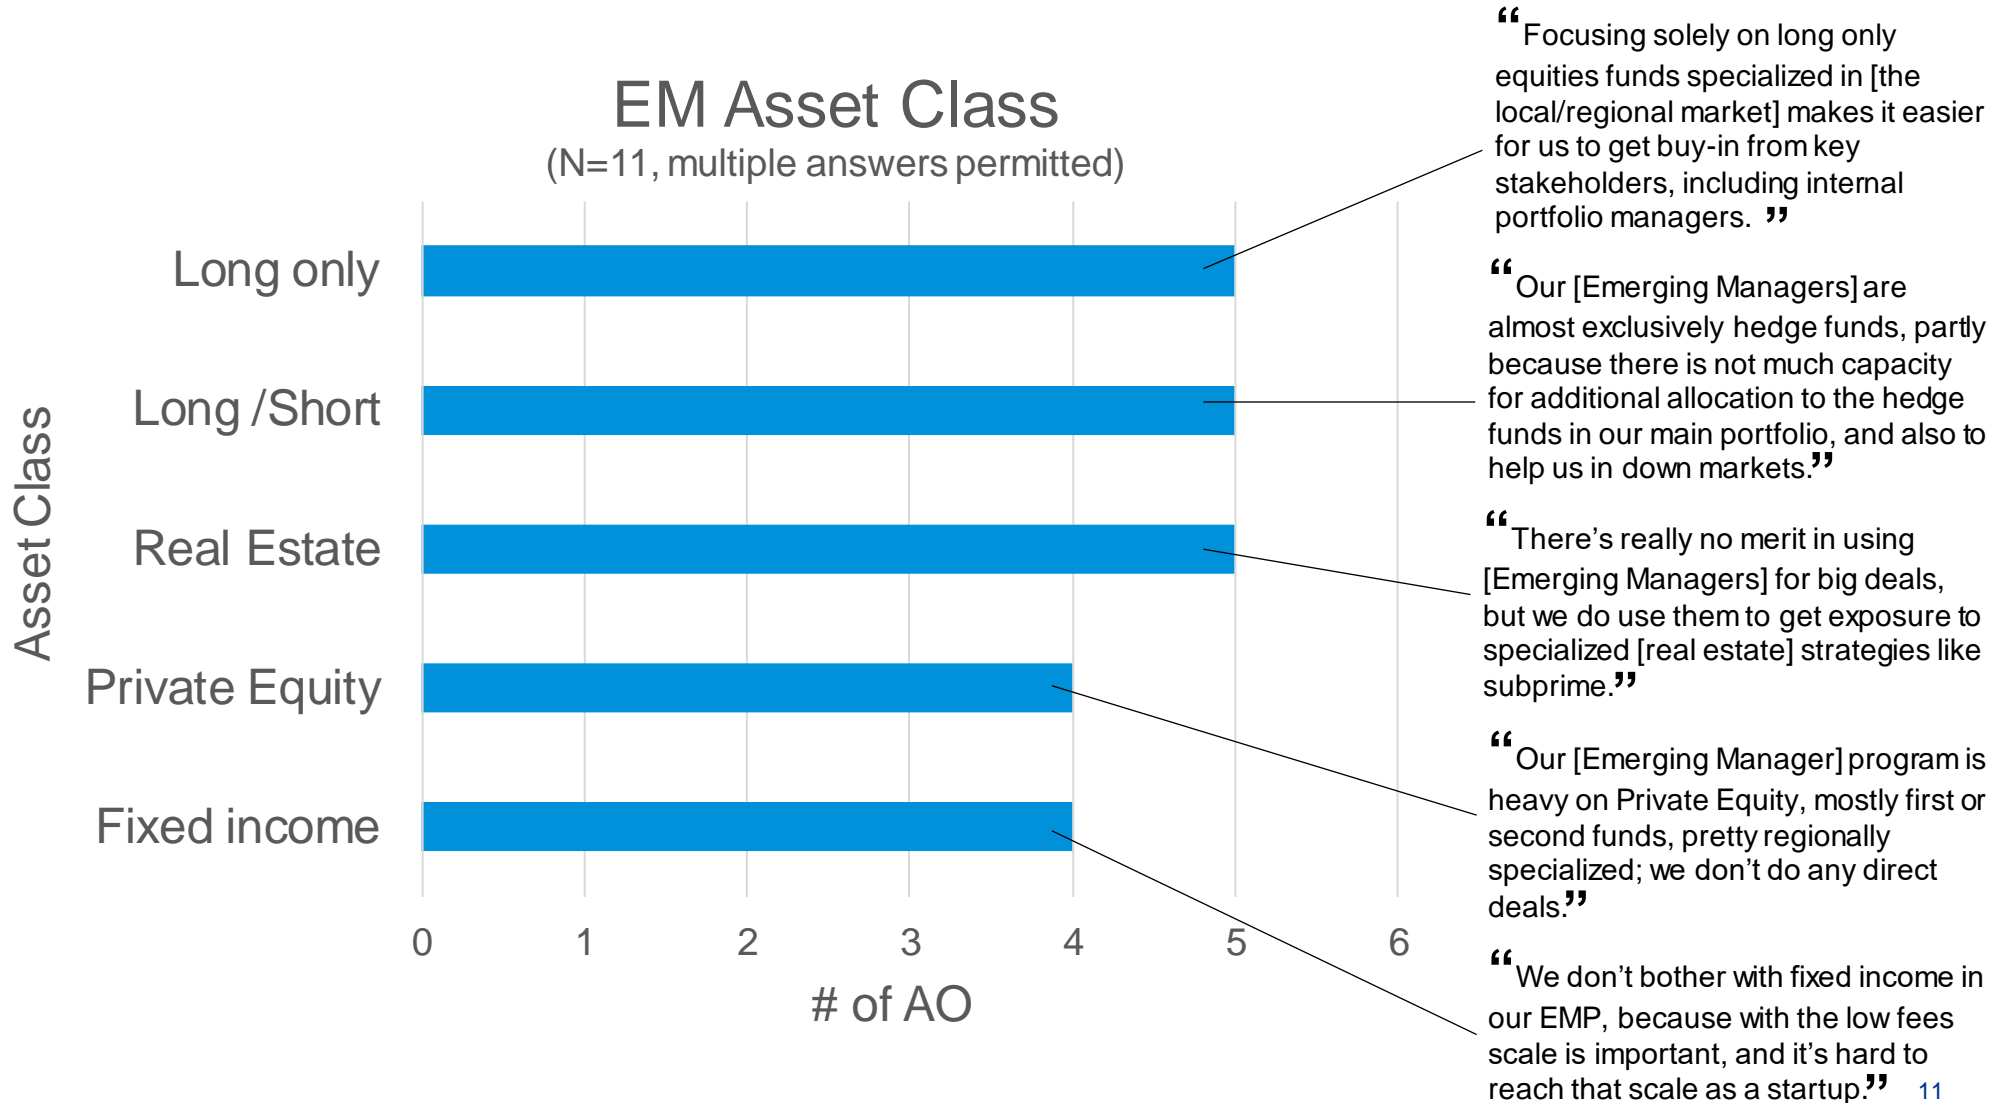 EM Asset Class
(N=11, multiple answers permitted)
Asset Class
Long only
Long /Short
Real Estate
Private Equity
Fixed income
0 1 2 3 4 5 6
# of AO
“Focusing solely on long only
equities funds specialized in [the
local/regional market] makes it easier
for us to get buy-in from key
stakeholders, including internal
portfolio managers. ”
“Our [Emerging Managers] are
almost exclusively hedge funds, partly
because there is not much capacity
for additional allocation to the hedge
funds in our main portfolio, and also to
help us in down markets.”
“There’s really no merit in using
[Emerging Managers] for big deals,
but we do use them to get exposure to
specialized [real estate] strategies like
subprime.”
“Our [Emerging Manager] program is
heavy on Private Equity, mostly first or
second funds, pretty regionally
specialized; we don’t do any direct
deals.”
“We don’t bother with fixed income in
our EMP, because with the low fees
scale is important, and it’s hard to
reach that scale as a startup.”
11